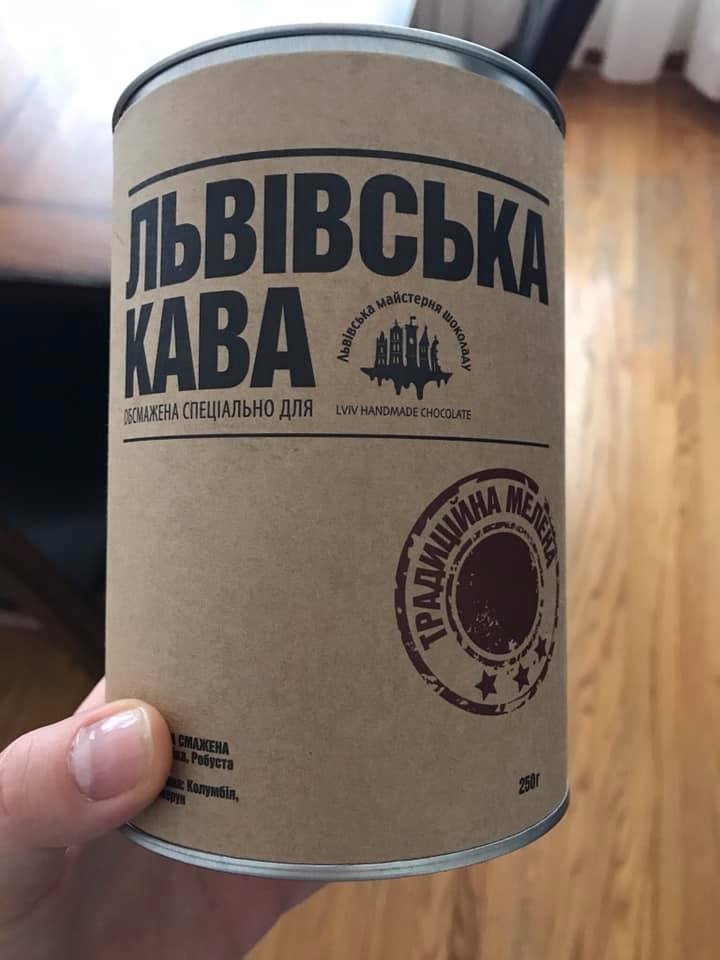 ЛЬВІВСЬКА
КАВА
ОБСМАЖЕНА СПЕЦІАЛЬНО ДЛЯ
Львівська майстерня шоколаду
LVIV HANDMADE CHOCOLATE
ТРАДИЦІЙНА МЕЛЕНА
СМАЖЕНА
Робуста
Колумбія,
250г